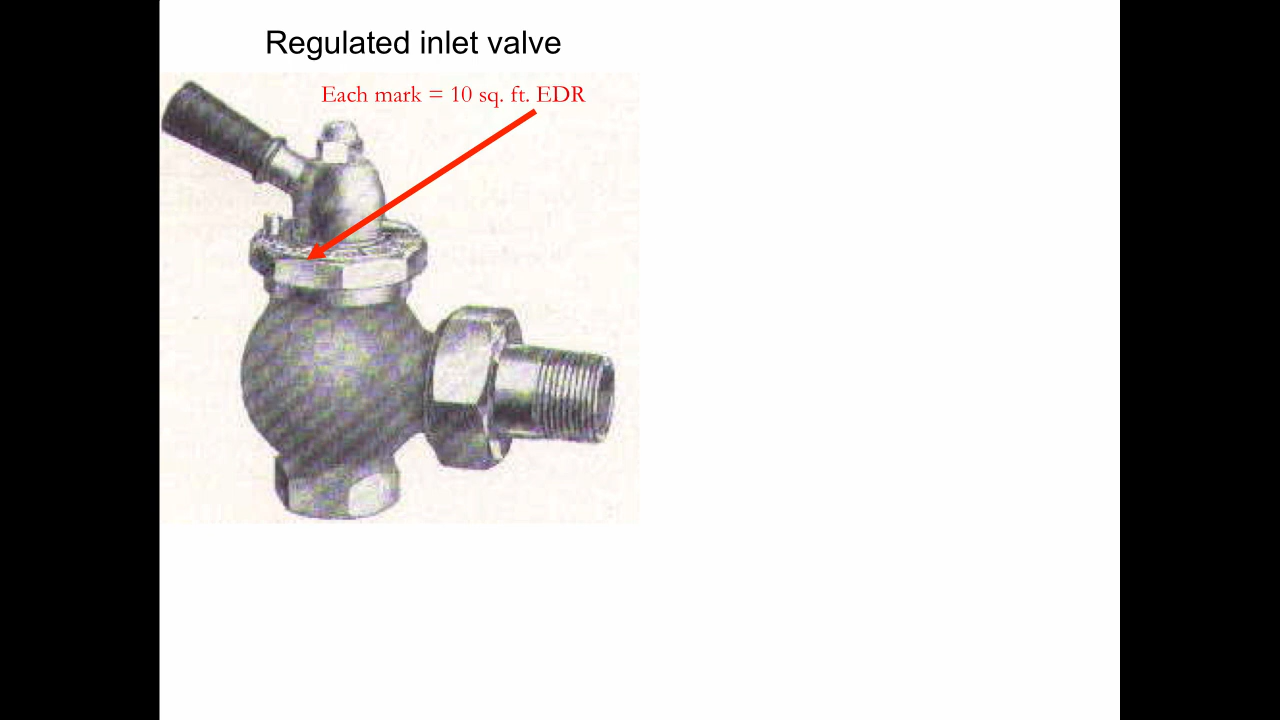 Regulated inlet valve
Each mark = 10 sq. ft. EDR